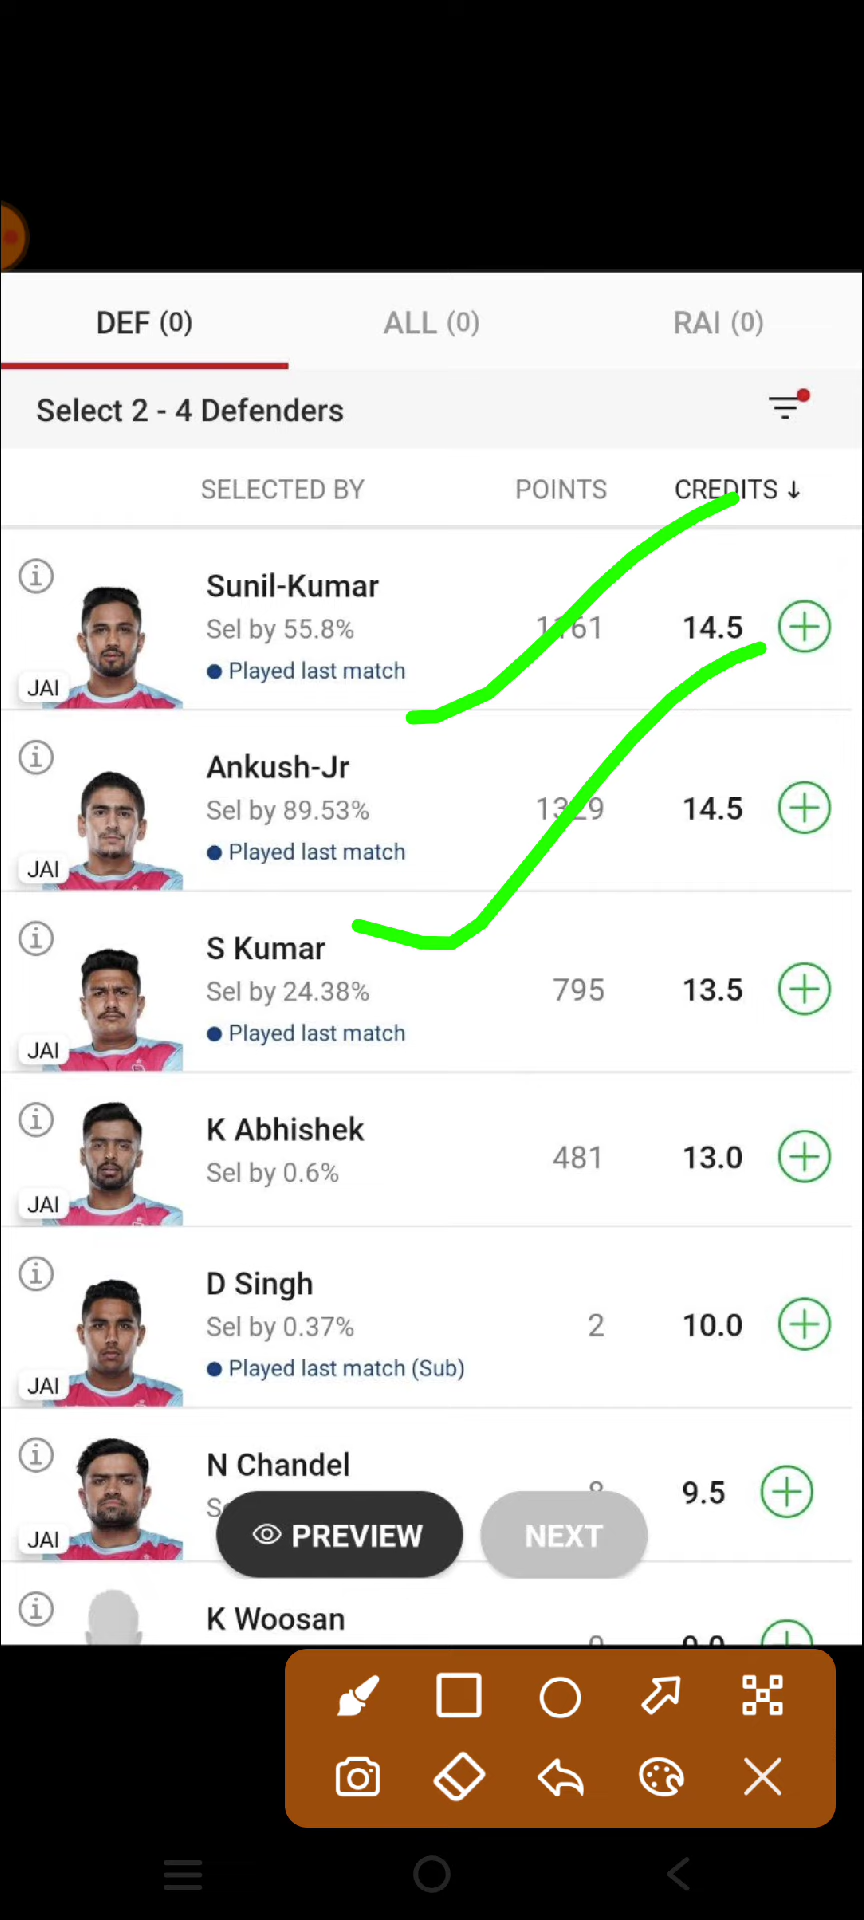 DEF (0) ALL (0) RAI (0)
Select 2 - 4 Defenders
SELECTED BY POINTS CREDITS ↓
Sunil-Kumar
Sel by 55.8% 1161 14.5
Played last match
JAI
Ankush-Jr
Sel by 89.53% 1329 14.5
Played last match
JAI
S Kumar
Sel by 24.38% 795 13.5
Played last match
JAI
K Abhishek
Sel by 0.6% 481 13.0
JAI
D Singh
Sel by 0.37% 2 10.0
Played last match (Sub)
JAI
N Chandel
9.5
JAI
PREVIEW NEXT
K Woosan